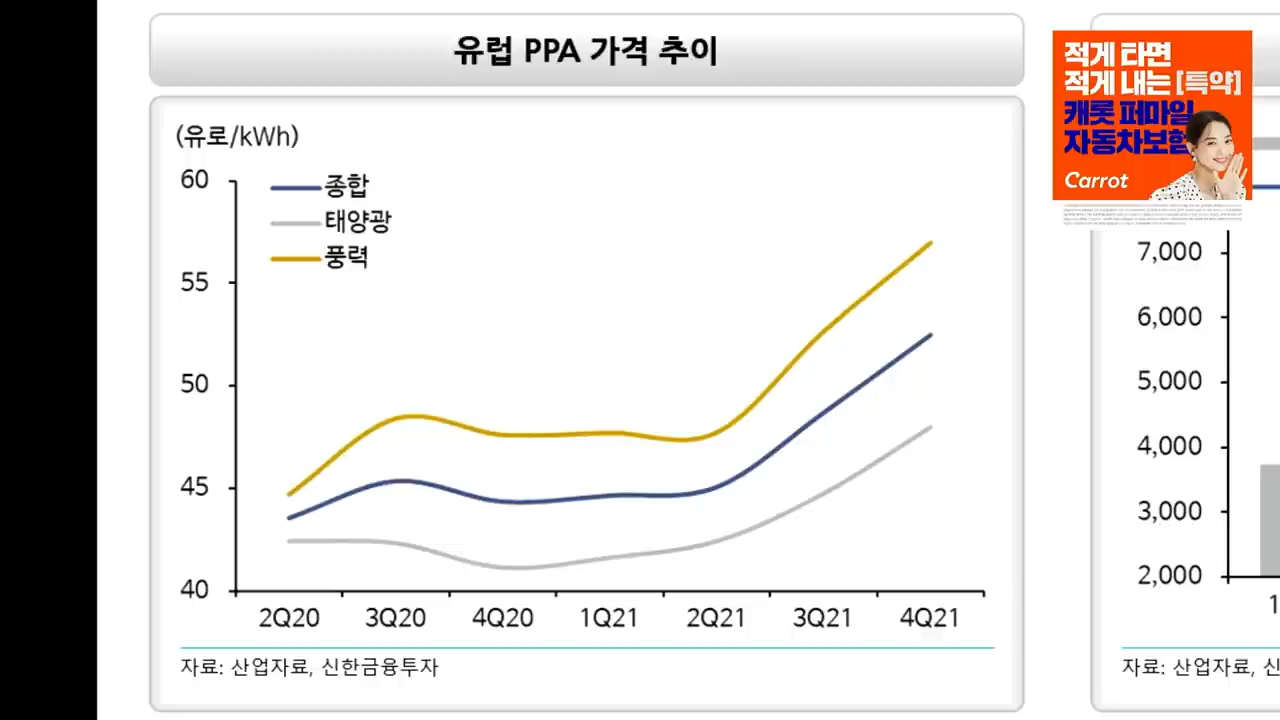 유럽 PPA 가격 추이
(유로/kWh)
60
55
50
45
40
종합
태양광
풍력
2Q20 3Q20 4Q20 1Q21 2Q21 3Q21 4Q21
자료: 산업자료, 신한금융투자
적게 타면
적게 내는 [특약]
캐롯 퍼마일
자동차보험
Carrot
7,000
6,000
5,000
4,000
3,000
2,000
1
자료: 산업자료, 신